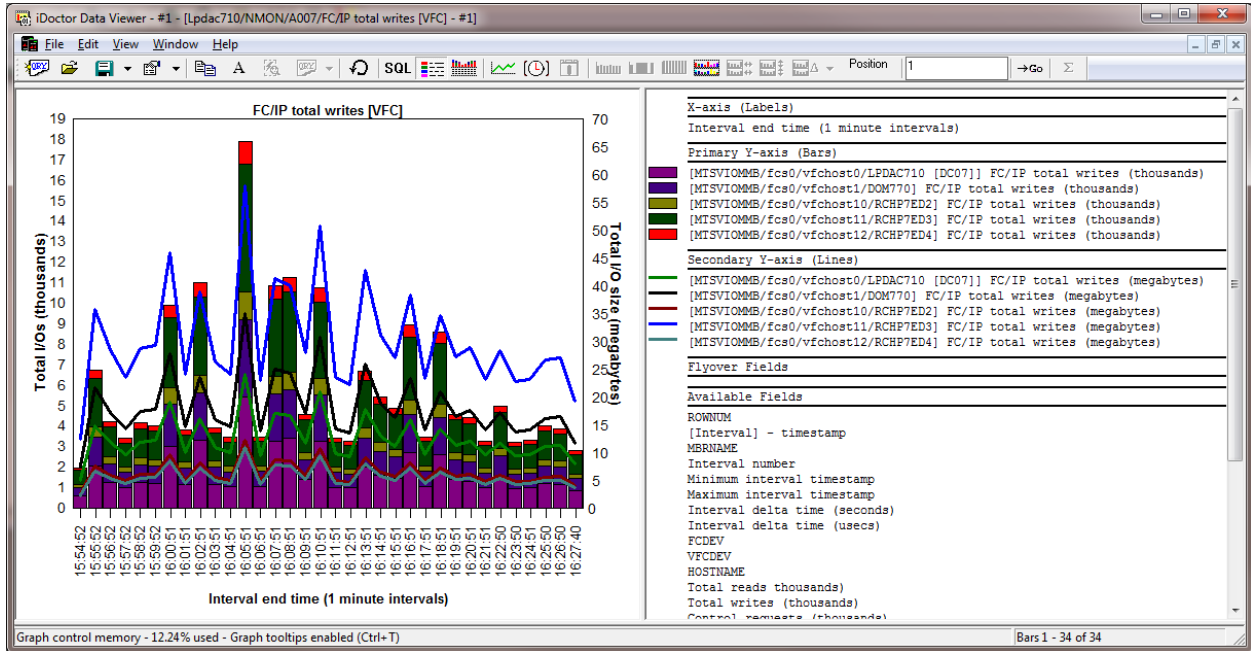 iDoctor Data Viewer - #1 - [Lpdac710/NMON/A007/FC/IP total writes [VFC] - #1]
File Edit View Window Help
QRY A QRY SQL Position 1 →Go Σ
FC/IP total writes [VFC]
Total I/Os (thousands)
19
18
17
16
15
14
13
12
11
10
9
8
7
6
5
4
3
2
1
0
70
65
60
55
50
45
40
35
30
25
20
15
10
5
0
Total I/O size (megabytes)
15:54:52
15:55:52
15:56:52
15:57:52
15:58:52
15:59:52
16:00:51
16:01:51
16:02:51
16:03:51
16:04:51
16:05:51
16:06:51
16:07:51
16:08:51
16:09:51
16:10:51
16:11:51
16:12:51
16:13:51
16:14:51
16:15:51
16:16:51
16:17:51
16:18:51
16:19:51
16:20:51
16:21:51
16:22:50
16:23:50
16:24:51
16:25:50
16:26:50
16:27:40
Interval end time (1 minute intervals)
X-axis (Labels)
Interval end time (1 minute intervals)
Primary Y-axis (Bars)
[MTSVIOMMB/fcs0/vfchost0/LPDAC710 [DC07]] FC/IP total writes (thousands)
[MTSVIOMMB/fcs0/vfchost1/DOM770] FC/IP total writes (thousands)
[MTSVIOMMB/fcs0/vfchost10/RCHP7ED2] FC/IP total writes (thousands)
[MTSVIOMMB/fcs0/vfchost11/RCHP7ED3] FC/IP total writes (thousands)
[MTSVIOMMB/fcs0/vfchost12/RCHP7ED4] FC/IP total writes (thousands)
Secondary Y-axis (Lines)
[MTSVIOMMB/fcs0/vfchost0/LPDAC710 [DC07]] FC/IP total writes (megabytes)
[MTSVIOMMB/fcs0/vfchost1/DOM770] FC/IP total writes (megabytes)
[MTSVIOMMB/fcs0/vfchost10/RCHP7ED2] FC/IP total writes (megabytes)
[MTSVIOMMB/fcs0/vfchost11/RCHP7ED3] FC/IP total writes (megabytes)
[MTSVIOMMB/fcs0/vfchost12/RCHP7ED4] FC/IP total writes (megabytes)
Flyover Fields
Available Fields
ROWNUM
[Interval] - timestamp
MBRNAME
Interval number
Minimum interval timestamp
Maximum interval timestamp
Interval delta time (seconds)
Interval delta time (usecs)
FCDEV
VFCDEV
HOSTNAME
Total reads thousands)
Total writes (thousands)
Control requests (thousands)
Graph control memory - 12.24% used - Graph tooltips enabled (Ctrl+T)
Bars 1 - 34 of 34